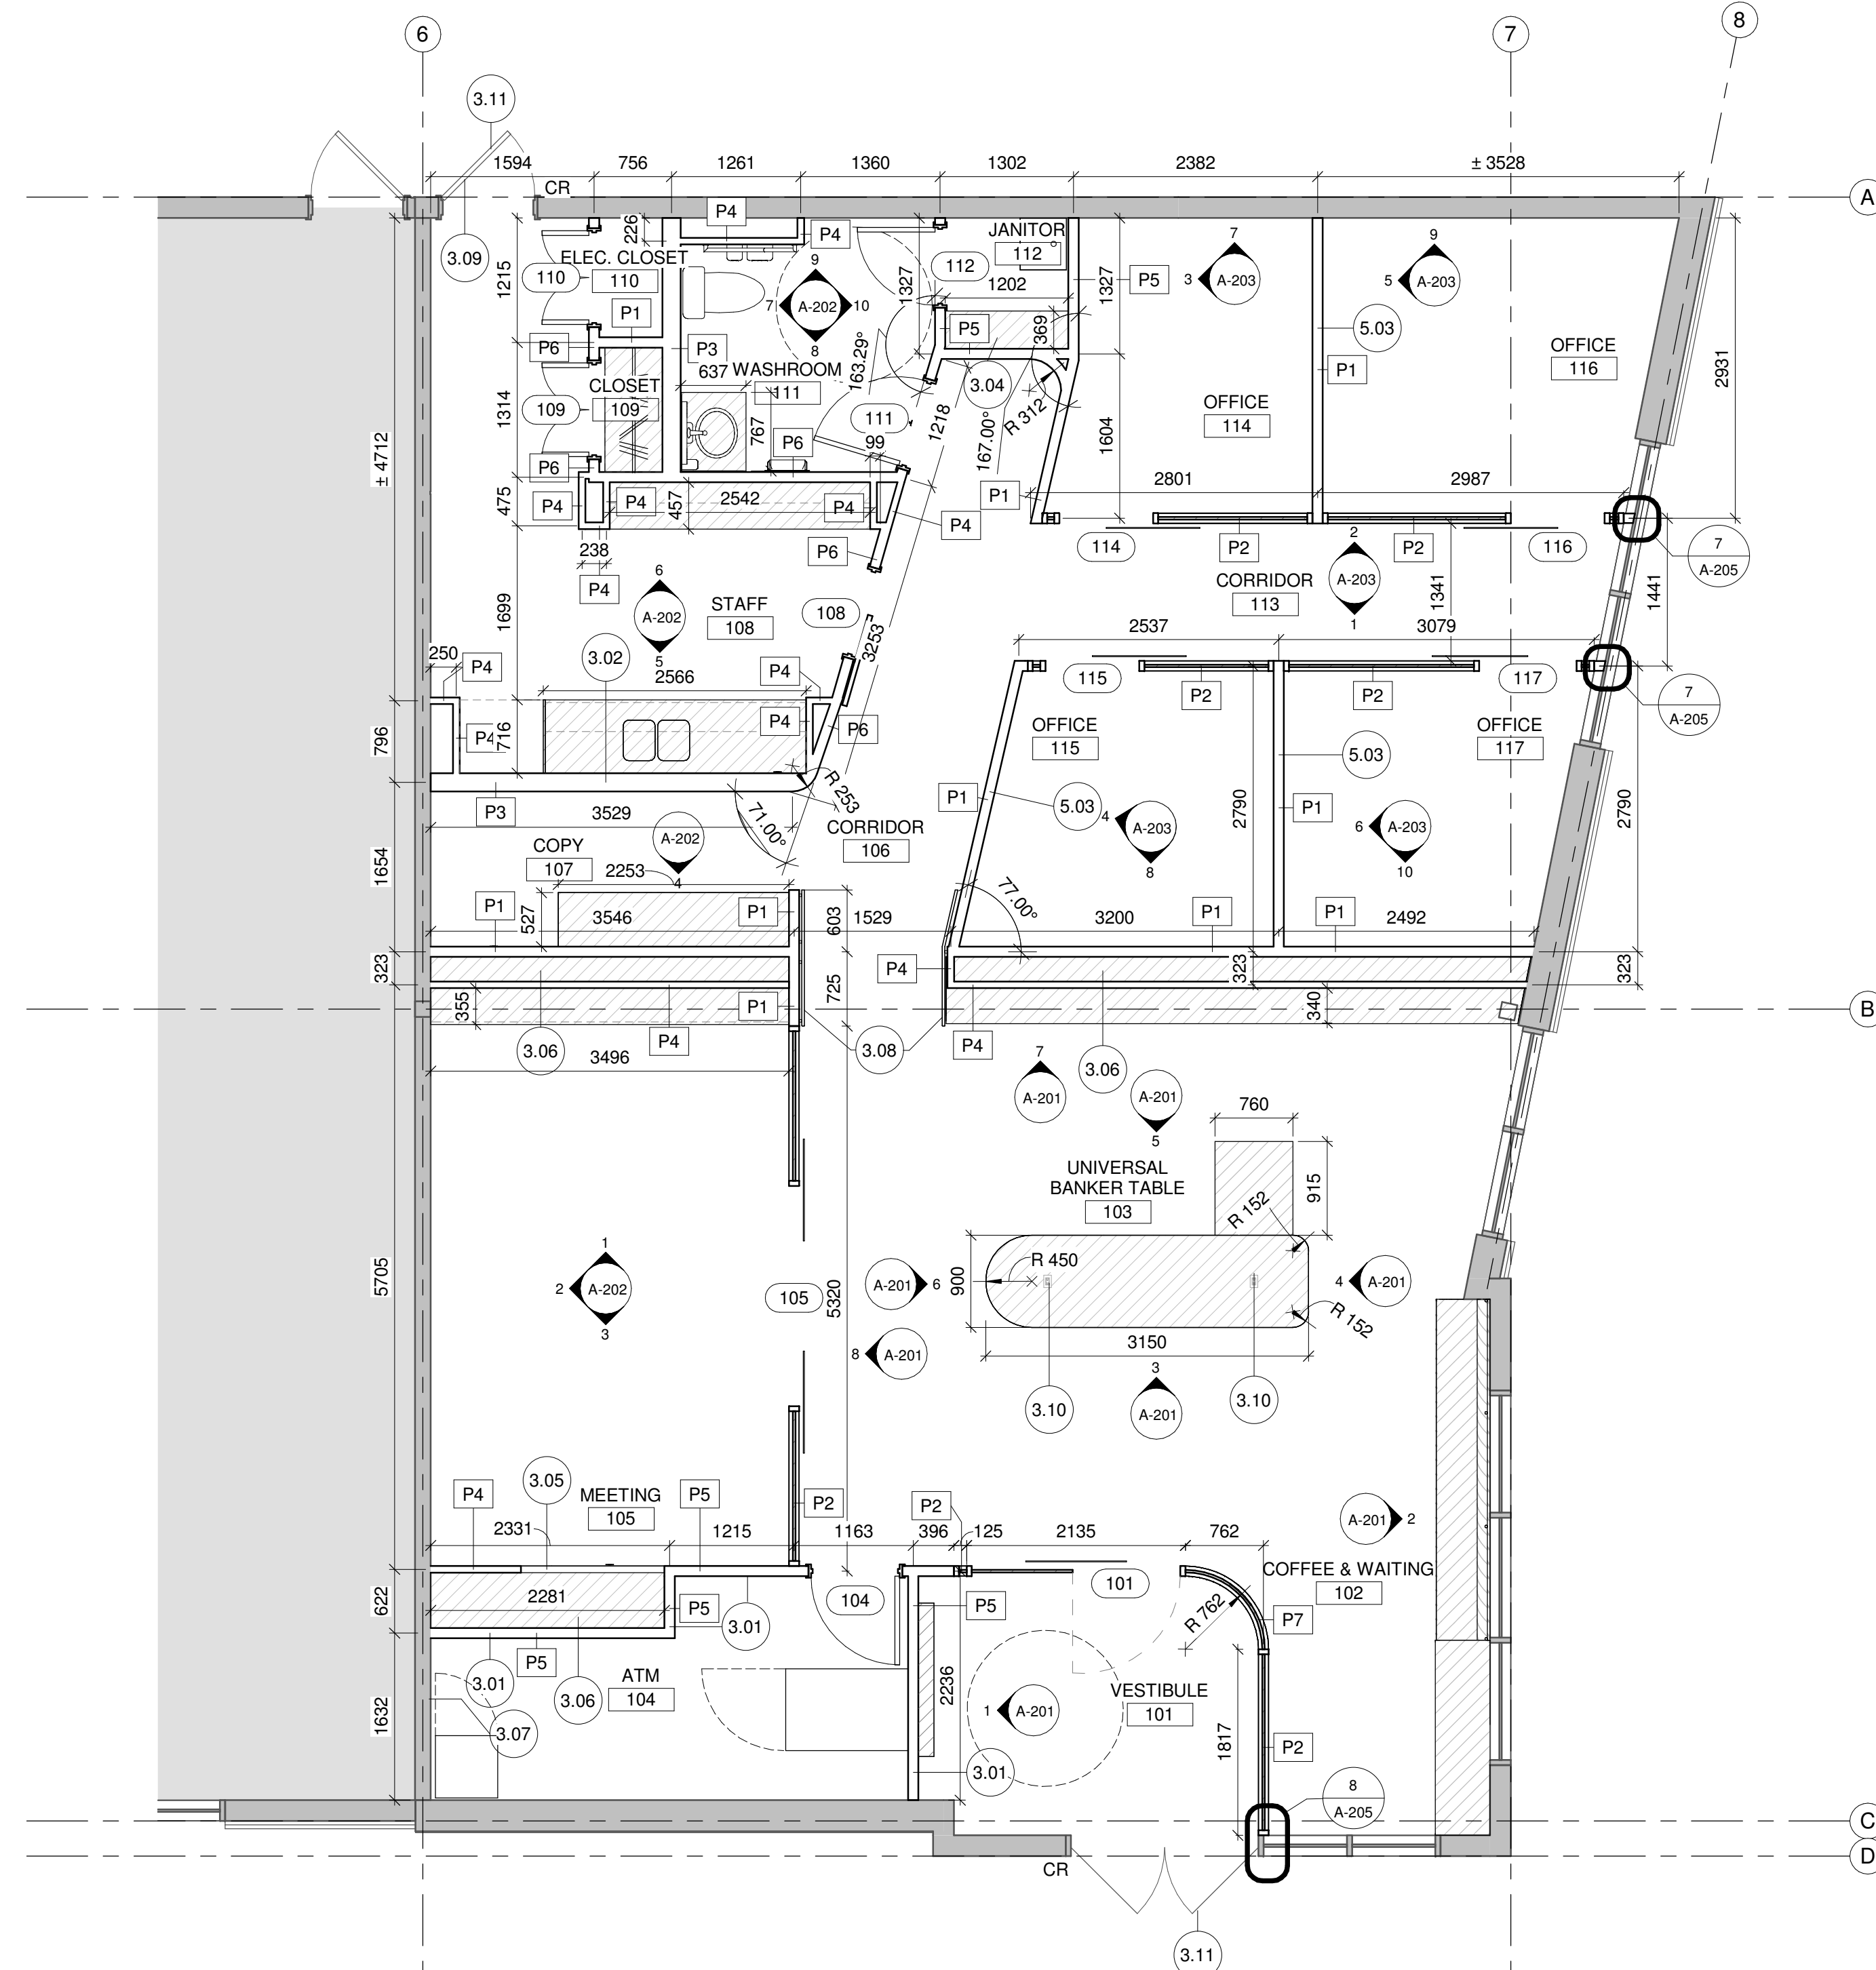 6
7
8
3.11
1594
756
1261
1360
1302
2382
± 3528
CR
A
3.09
P4
P4
226
ELEC. CLOSET
110
110
1215
JANITOR
112
112
1327
1202
1327
P5
7
3
A-203
9
5
A-203
9
7
A-202
10
8
P1
P6
P3
P5
369
3.04
5.03
P1
OFFICE
116
2931
637
WASHROOM
111
163.29°
CLOSET
109
109
1314
767
P6
111
99
1218
R 312
167.00°
1604
OFFICE
114
± 4712
P6
P4
P4
475
457
2542
P4
P4
P1
2801
2987
P6
238
P4
114
P2
P2
116
2
A-203
1
7
A-205
CORRIDOR
113
1341
1441
6
A-202
5
STAFF
108
108
1699
3253
3.02
2537
3079
250
P4
2566
P4
115
P2
P2
117
7
A-205
796
P4
716
P4
P6
OFFICE
115
OFFICE
117
5.03
R 253
P3
3529
71.00°
P1
5.03
4
A-203
8
2790
P1
6
A-203
10
2790
CORRIDOR
106
A-202
4
COPY
107
1654
2253
P1
527
3546
P1
603
1529
77.00°
3200
P1
P1
2492
323
P4
323
323
355
P1
725
340
B
3.06
P4
3.08
P4
3.06
3496
7
A-201
A-201
5
760
UNIVERSAL
BANKER TABLE
103
915
R 152
5705
1
2
A-202
3
105
5320
A-201
6
900
R 450
4
A-201
R 152
8
A-201
3150
3
A-201
3.10
3.10
3.05
P4
MEETING
105
P5
P2
P2
A-201
2
2331
1215
1163
396
125
2135
762
COFFEE & WAITING
102
101
104
622
2281
P5
3.01
P5
R 762
P7
3.01
P5
3.06
ATM
104
2236
VESTIBULE
101
1
A-201
1632
3.07
1817
P2
3.01
8
A-205
C
D
CR
3.11